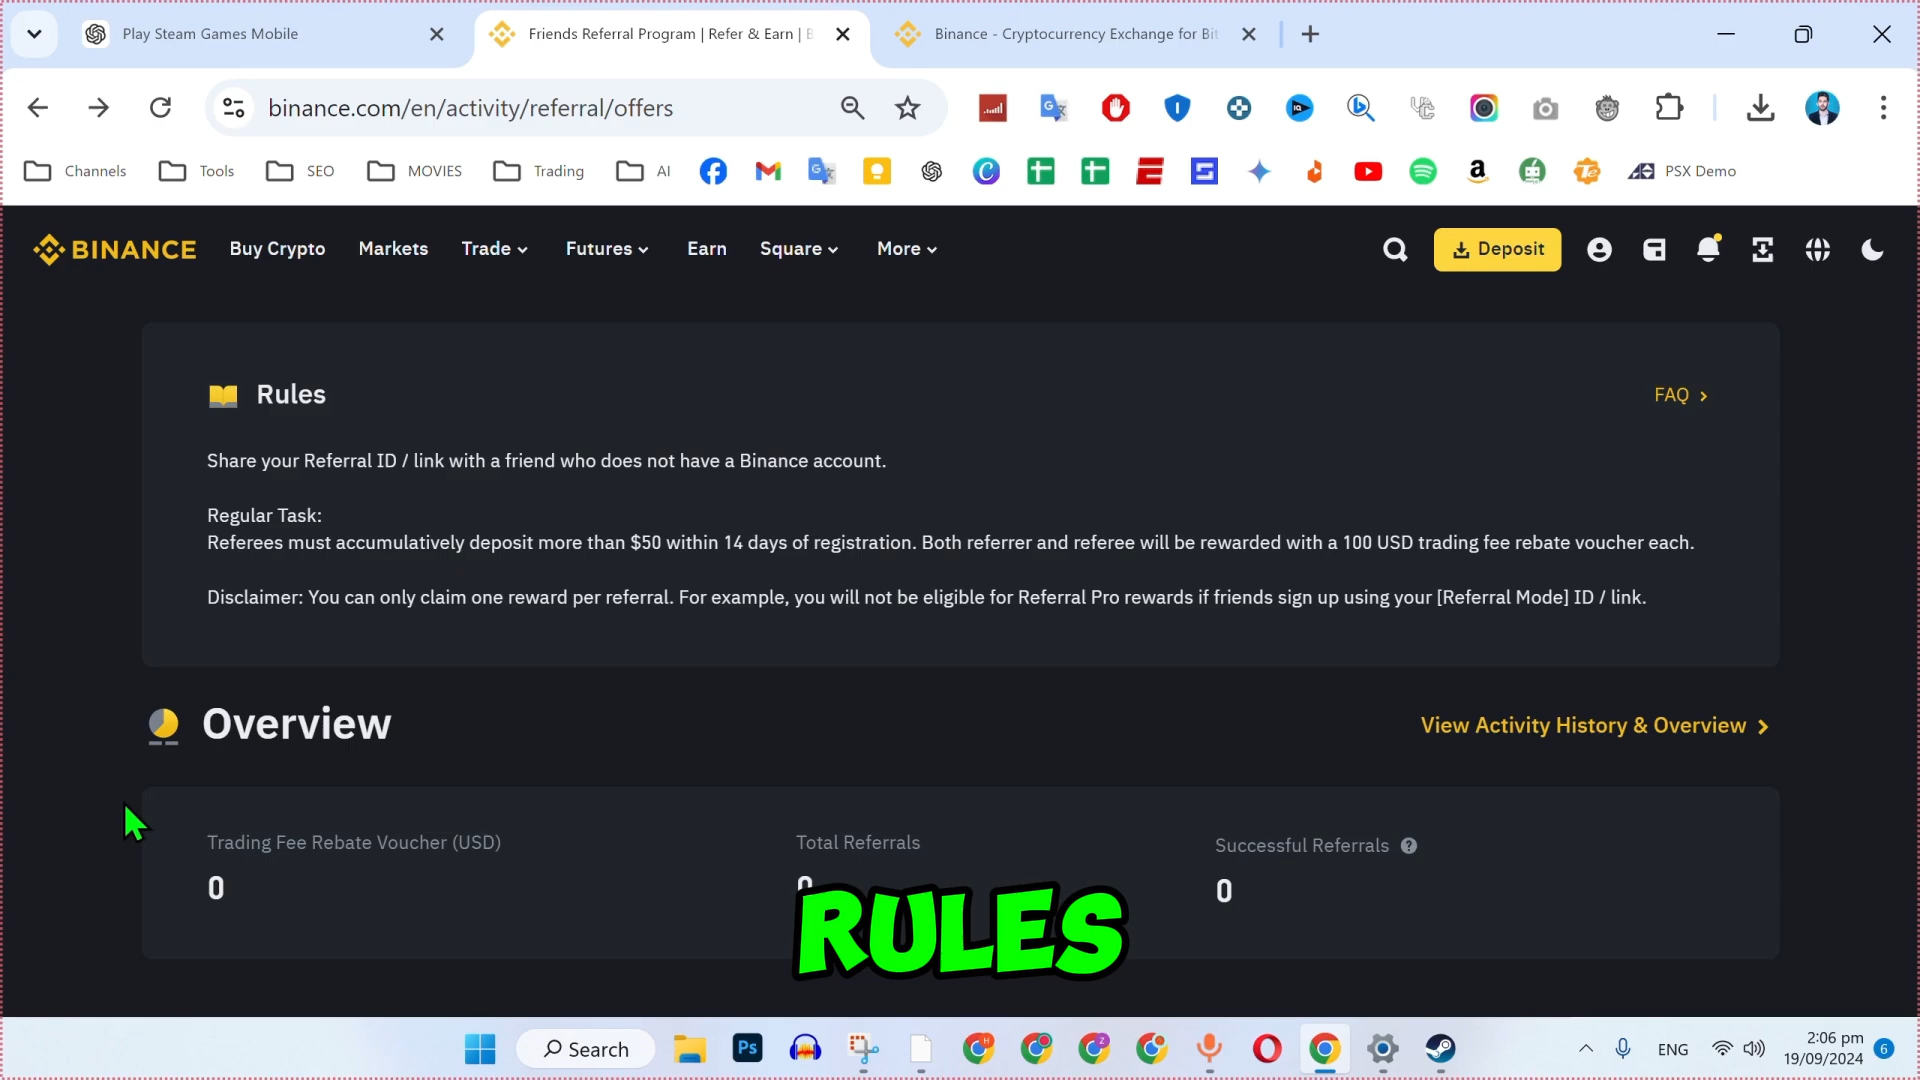 Play Steam Games Mobile
Friends Referral Program | Refer & Earn | B
Binance - Cryptocurrency Exchange for Bit
binance.com/en/activity/referral/offers
Channels Tools SEO MOVIES Trading AI PSX Demo
BINANCE Buy Crypto Markets Trade Futures Earn Square More Deposit
Rules
FAQ
Share your Referral ID / link with a friend who does not have a Binance account.
Regular Task:
Referees must accumulatively deposit more than $50 within 14 days of registration. Both referrer and referee will be rewarded with a 100 USD trading fee rebate voucher each.
Disclaimer: You can only claim one reward per referral. For example, you will not be eligible for Referral Pro rewards if friends sign up using your [Referral Mode] ID / link.
Overview
View Activity History & Overview
Trading Fee Rebate Voucher (USD) Total Referrals Successful Referrals
0 0 0
RULES
Search
ENG
2:06 pm
19/09/2024
6